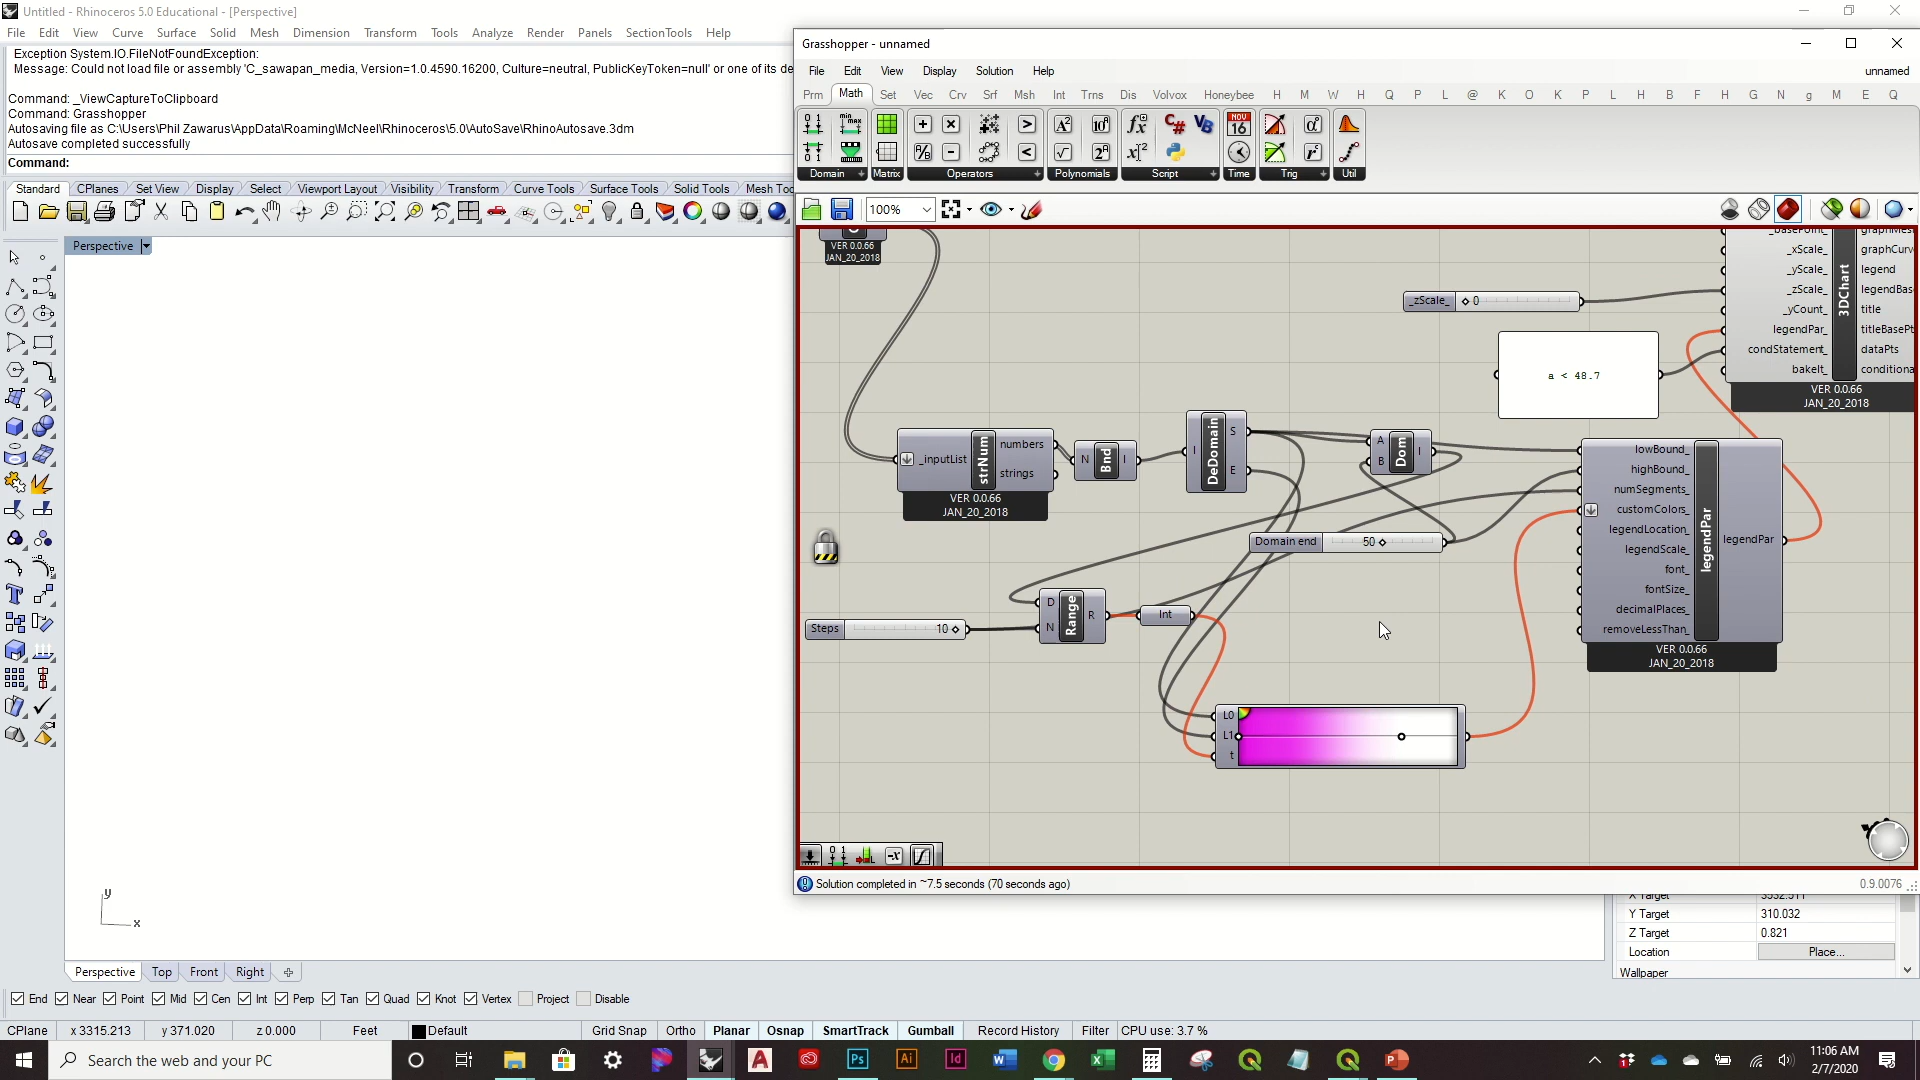 Untitled - Rhinoceros 5.0 Educational - [Perspective]
File Edit View Curve Surface Solid Mesh Dimension Transform Tools Analyze Render Panels SectionTools Help
Exception System.IO.FileNotFoundException:
Message: Could not load file or assembly 'C_sawapan_media, Version=1.0.4590.16200, Culture=neutral, PublicKeyToken=null' or one of its de
Command: _ViewCaptureToClipboard
Command: Grasshopper
Autosaving file as C:\Users\Phil Zawarus\AppData\Roaming\McNeel\Rhinoceros\5.0\AutoSave\RhinoAutosave.3dm
Autosave completed successfully
Command:
Standard CPlanes Set View Display Select Viewport Layout Visibility Transform Curve Tools Surface Tools Solid Tools Mesh Too
Perspective
Grasshopper - unnamed
File Edit View Display Solution Help unnamed
Prm Math Set Vec Crv Srf Msh Int Trns Dis Volvox Honeybee H M W H Q P L @ K O K P L H B F H N g M E Q
Domain Matrix Operators Polynomials Script Time Trig Util
100%
VER 0.0.66
JAN_20_2018
_zScale_ 0
a < 48.7
_basePoint_
_xScale_
_yScale_
_zScale_
_yCount_
legendPar_
condStatement_
bakeIt_
3DChart
graphMes
graphCurv
legend
legendBas
title
titleBasePt
dataPts
conditiona
VER 0.0.66
JAN_20_2018
_inputList strNum numbers
strings
VER 0.0.66
JAN_20_2018
N Bnd I
I DeDomain S
E
A Dom I
B
Domain end 50
Steps 10
D Range R
N
Int
L0
L1
t
lowBound_
highBound_
numSegments_
customColors_
legendLocation_
legendScale_
font_
fontSize_
decimalPlaces_
removeLessThan_
legendPar
legendPar
VER 0.0.66
JAN_20_2018
Solution completed in ~7.5 seconds (70 seconds ago) 0.9.0076
Y Target 310.032
Z Target 0.821
Location Place...
Wallpaper
y
x
Perspective Top Front Right
End Near Point Mid Cen Int Perp Tan Quad Knot Vertex Project Disable
CPlane x 3315.213 y 371.020 z 0.000 Feet Default Grid Snap Ortho Planar Osnap SmartTrack Gumball Record History Filter CPU use: 3.7 %
Search the web and your PC
11:06 AM
2/7/2020